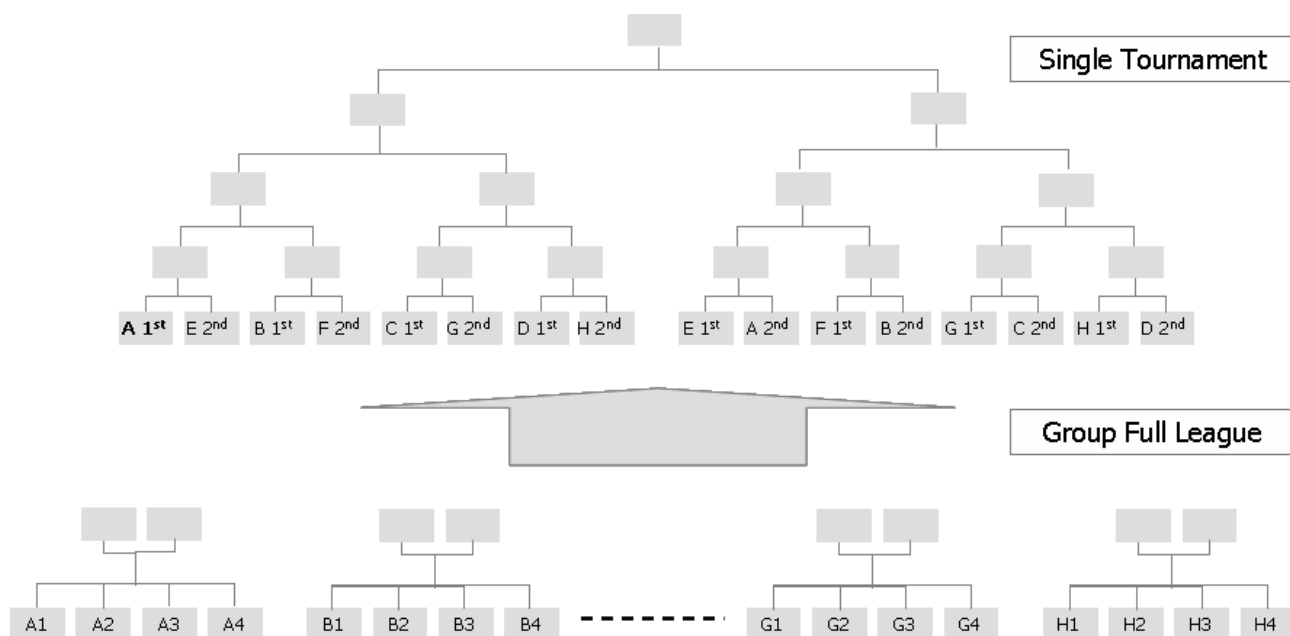 Single Tournament
A 1st E 2nd B 1st F 2nd C 1st G 2nd D 1st H 2nd E 1st A 2nd F 1st B 2nd G 1st C 2nd H 1st D 2nd
Group Full League
A1 A2 A3 A4 B1 B2 B3 B4 G1 G2 G3 G4 H1 H2 H3 H4